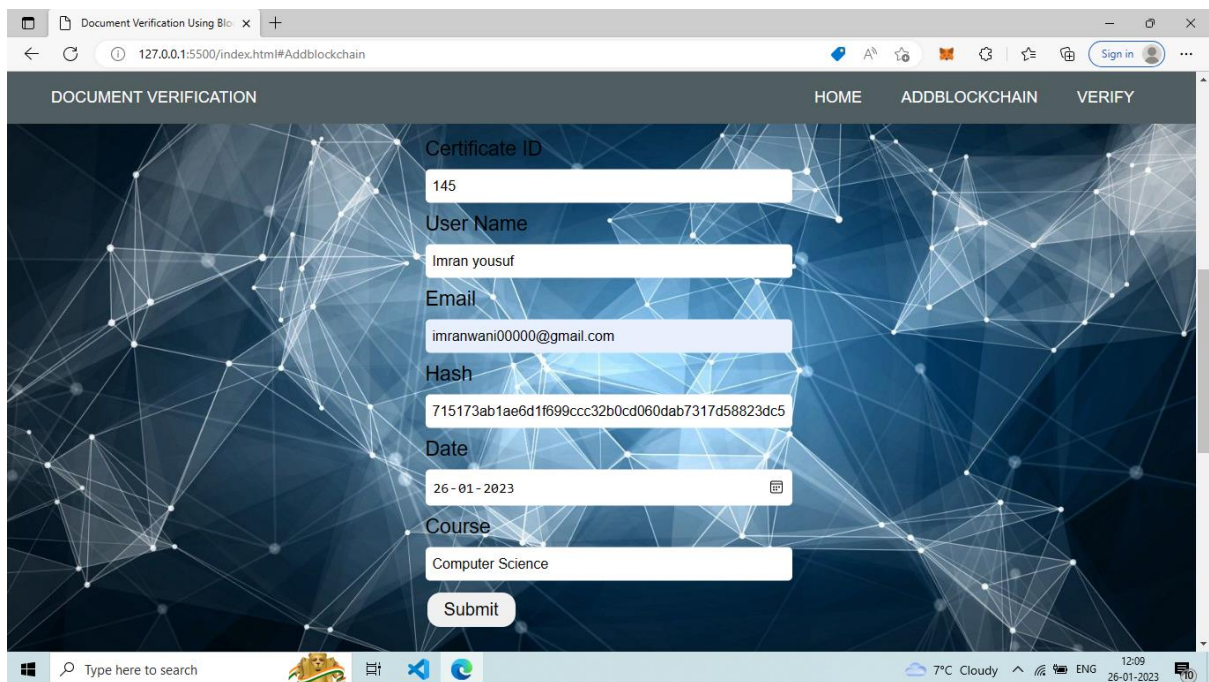 Document Verification Using Blo
127.0.0.1:5500/index.html#Addblockchain
Sign in
DOCUMENT VERIFICATION HOME ADDBLOCKCHAIN VERIFY
Certificate ID
145
User Name
Imran yousuf
Email
imranwani00000@gmail.com
Hash
715173ab1ae6d1f699ccc32b0cd060dab7317d58823dc5
Date
26-01-2023
Course
Computer Science
Submit
Type here to search 7°C Cloudy ENG 12:09
26-01-2023 10